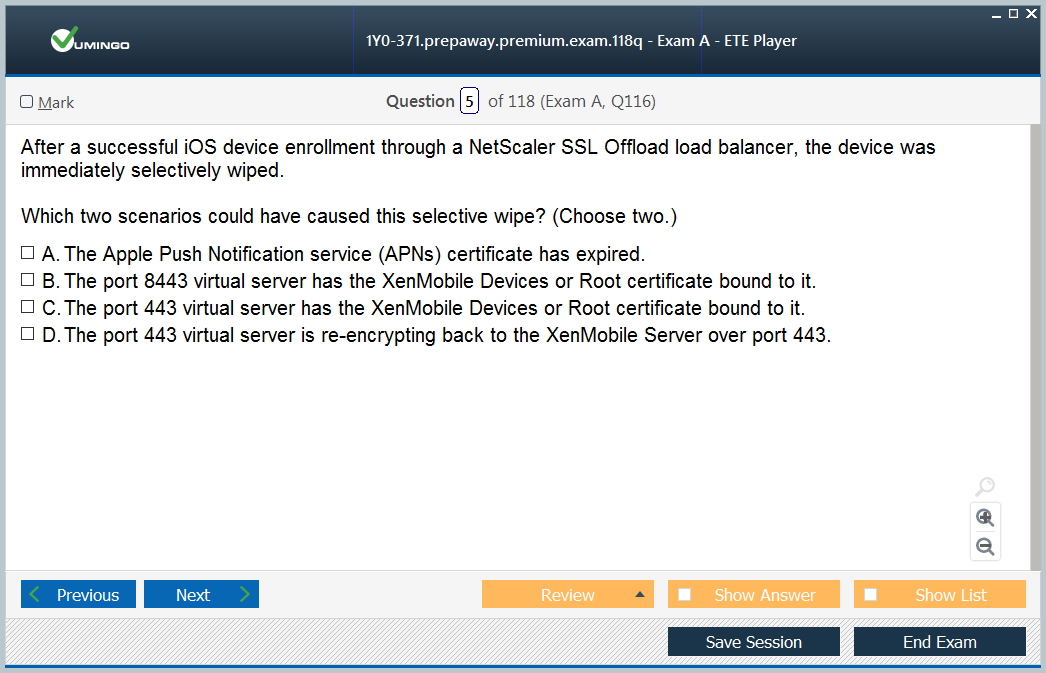 VUMINGO
1Y0-371.prepaway.premium.exam.118q - Exam A - ETE Player
Mark
Question 5 of 118 (Exam A, Q116)
After a successful iOS device enrollment through a NetScaler SSL Offload load balancer, the device was
immediately selectively wiped.
Which two scenarios could have caused this selective wipe? (Choose two.)
A. The Apple Push Notification service (APNs) certificate has expired.
B. The port 8443 virtual server has the XenMobile Devices or Root certificate bound to it.
C. The port 443 virtual server has the XenMobile Devices or Root certificate bound to it.
D. The port 443 virtual server is re-encrypting back to the XenMobile Server over port 443.
Previous
Next
Review
Show Answer
Show List
Save Session
End Exam